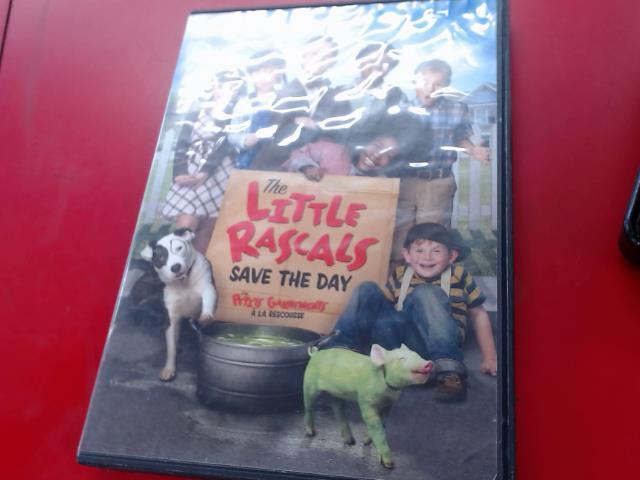 The
LITTLE
RASCALS
SAVE THE DAY
À LA RESCOUSSE